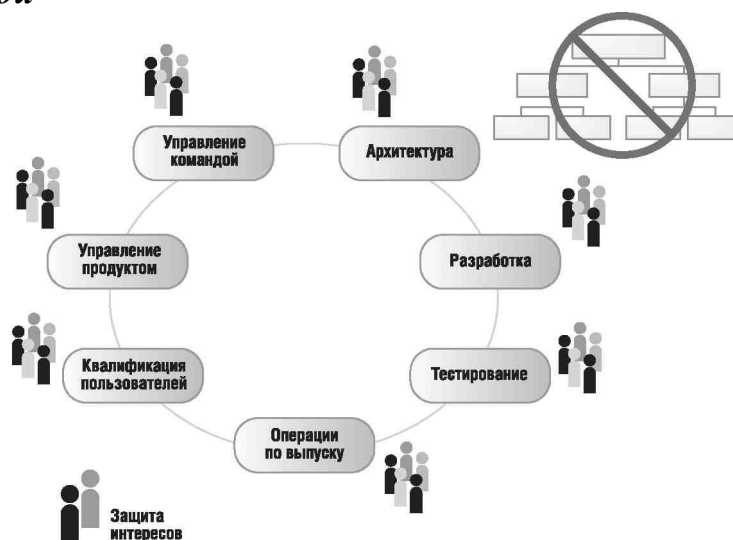 Управление
командой
Архитектура
Управление
продуктом
Разработка
Квалификация
пользователей
Тестирование
Операции
по выпуску
Защита
интересов